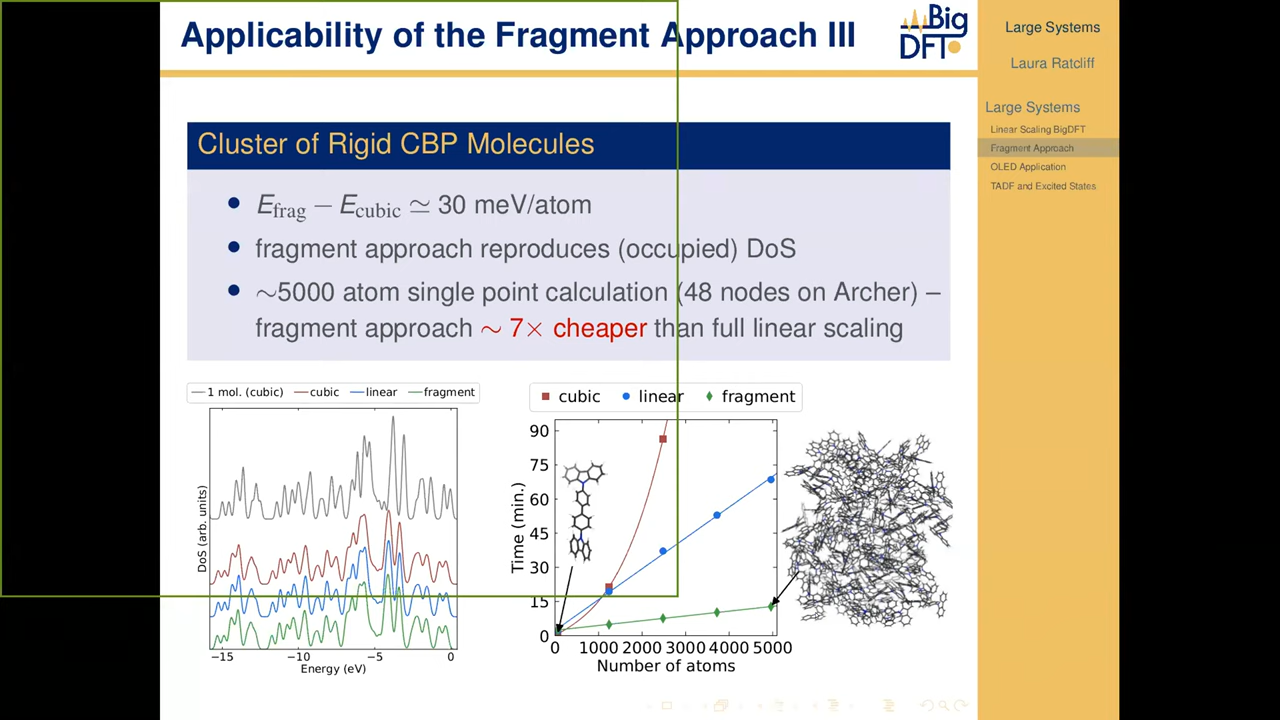 Applicability of the Fragment Approach III
Big
DFT
Large Systems
Laura Ratcliff
Large Systems
Linear Scaling BigDFT
Fragment Approach
OLED Application
TADF and Excited States
Cluster of Rigid CBP Molecules
E_frag − E_cubic ≃ 30 meV/atom
fragment approach reproduces (occupied) DoS
∼5000 atom single point calculation (48 nodes on Archer) –
fragment approach ∼ 7× cheaper than full linear scaling
1 mol. (cubic) cubic linear fragment
DoS (arb. units)
−15 −10 −5 0
Energy (eV)
cubic linear fragment
Time (min.)
90
75
60
45
30
15
0
0 1000 2000 3000 4000 5000
Number of atoms